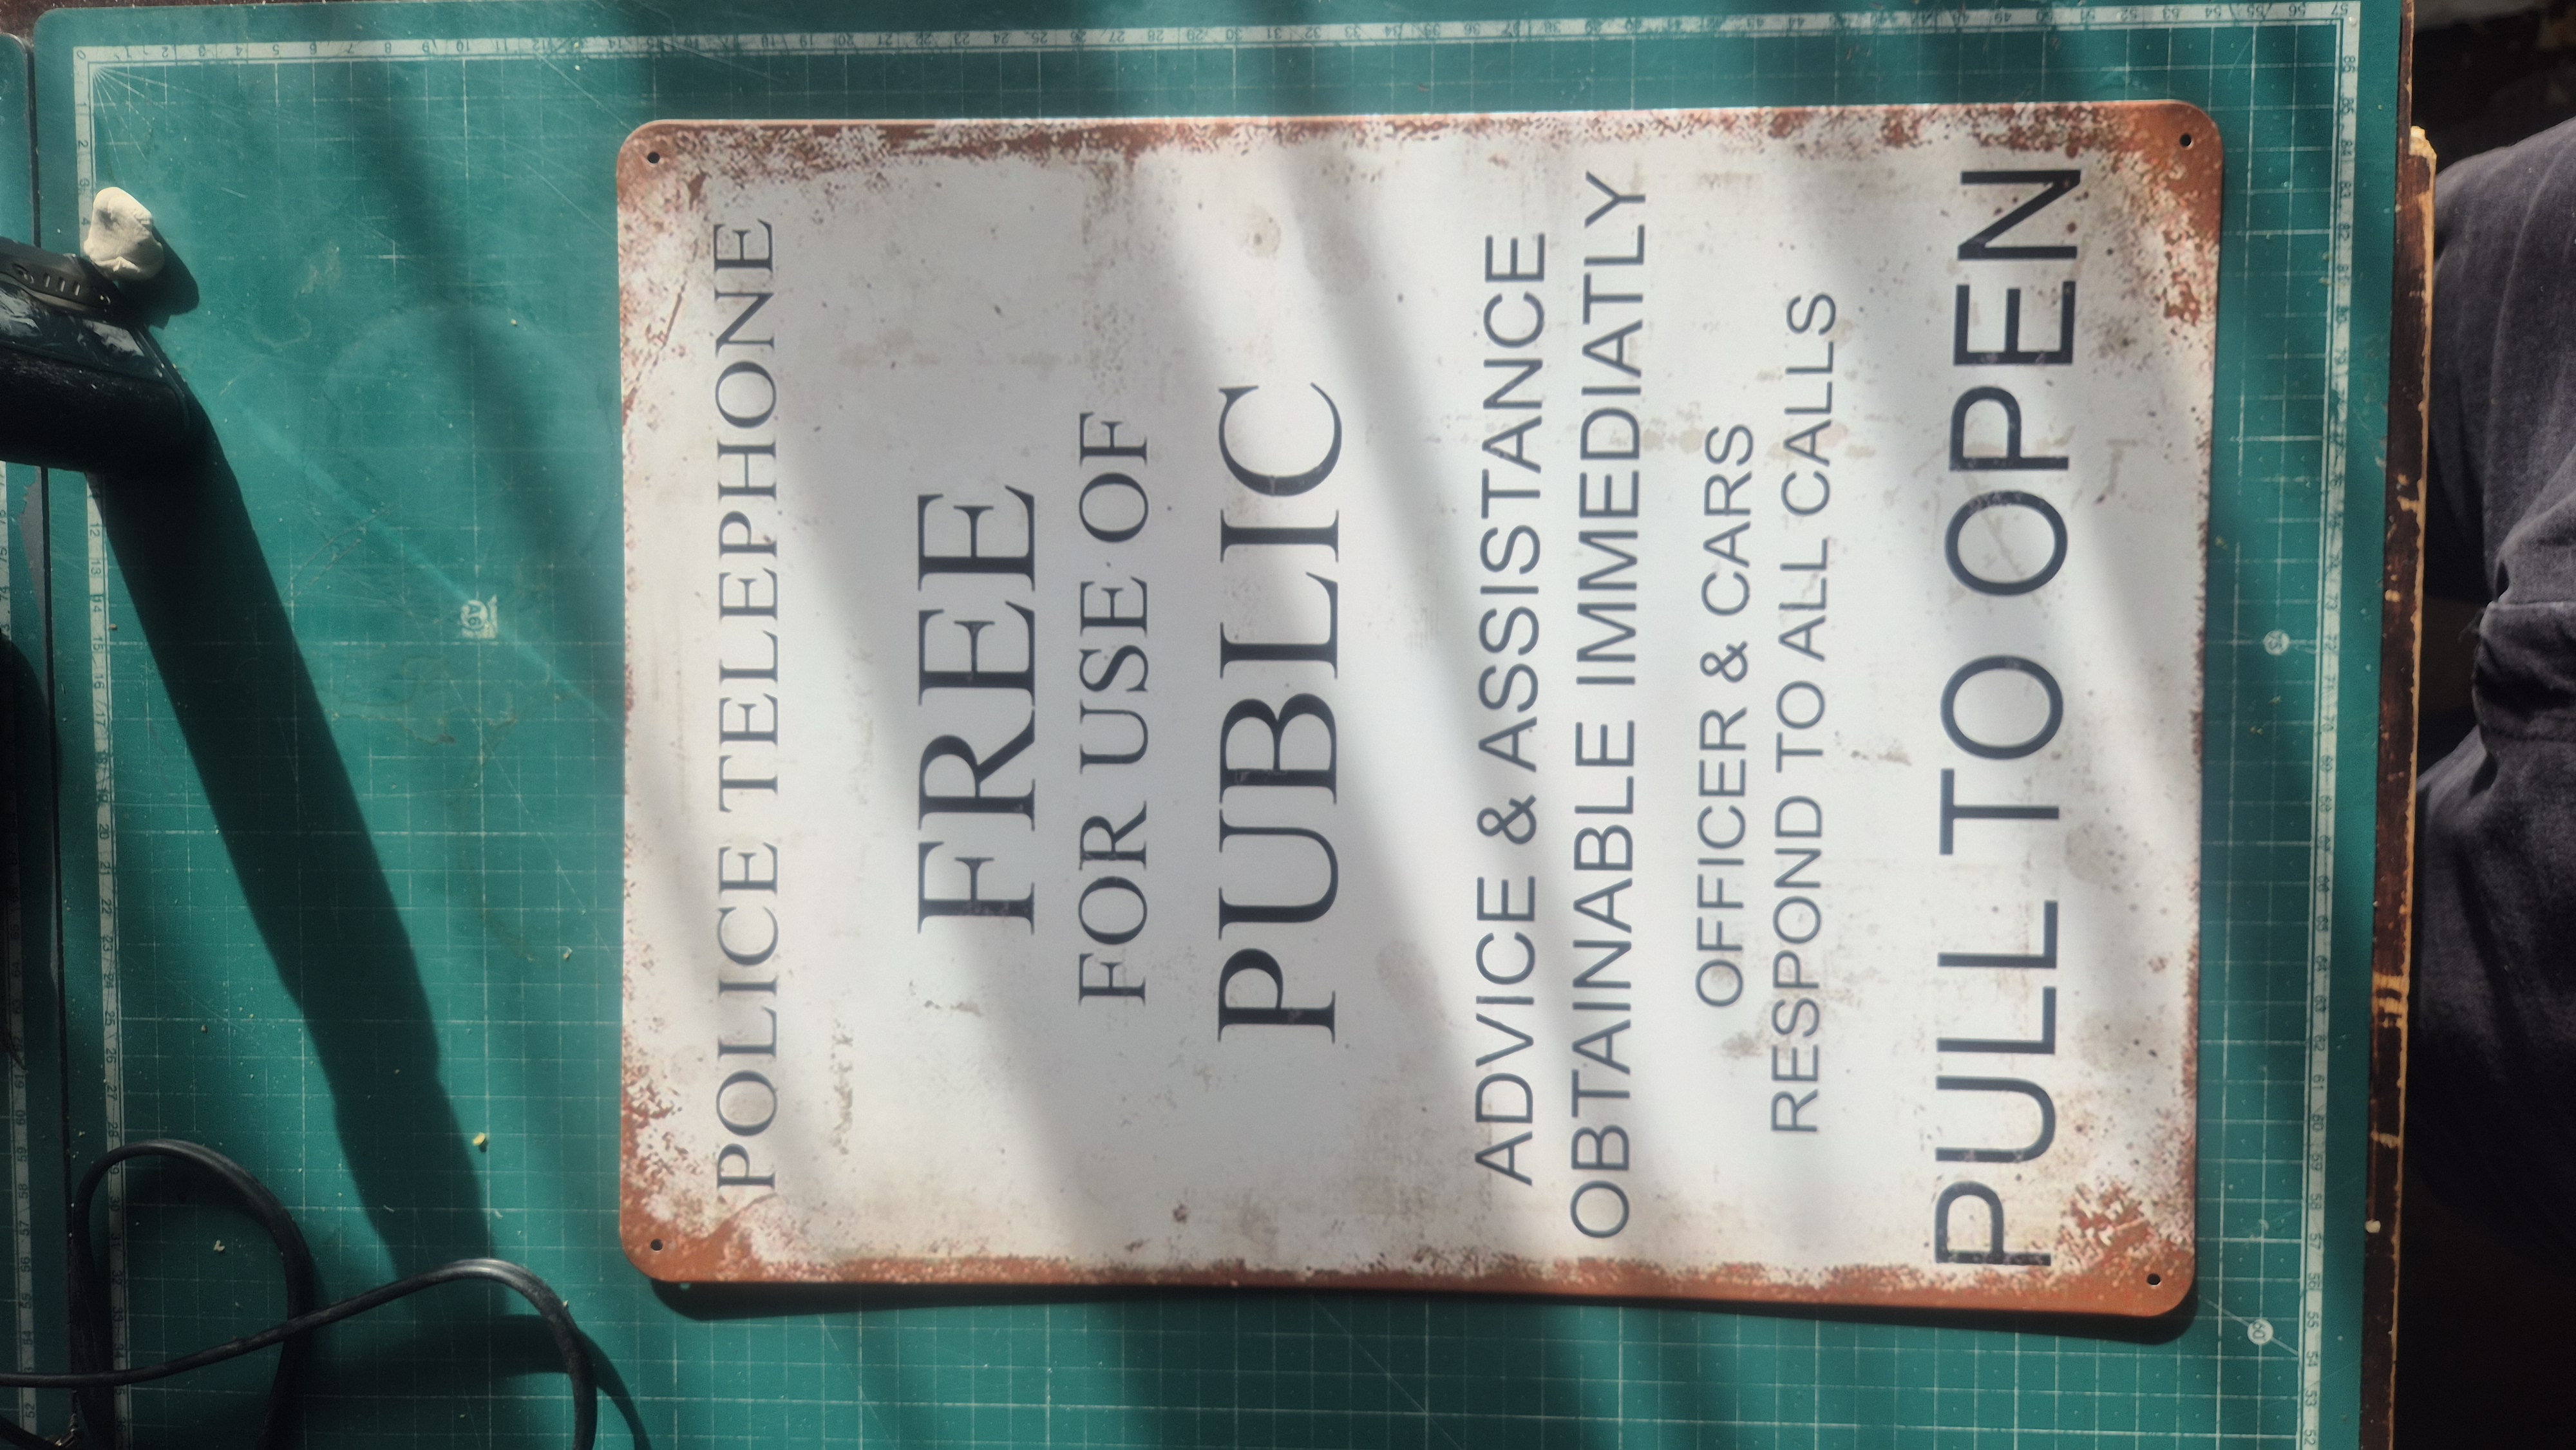 POLICE TELEPHONE
FREE
FOR USE OF
PUBLIC
ADVICE & ASSISTANCE
OBTAINABLE IMMEDIATLY
OFFICER & CARS
RESPOND TO ALL CALLS
PULL TO OPEN
A6